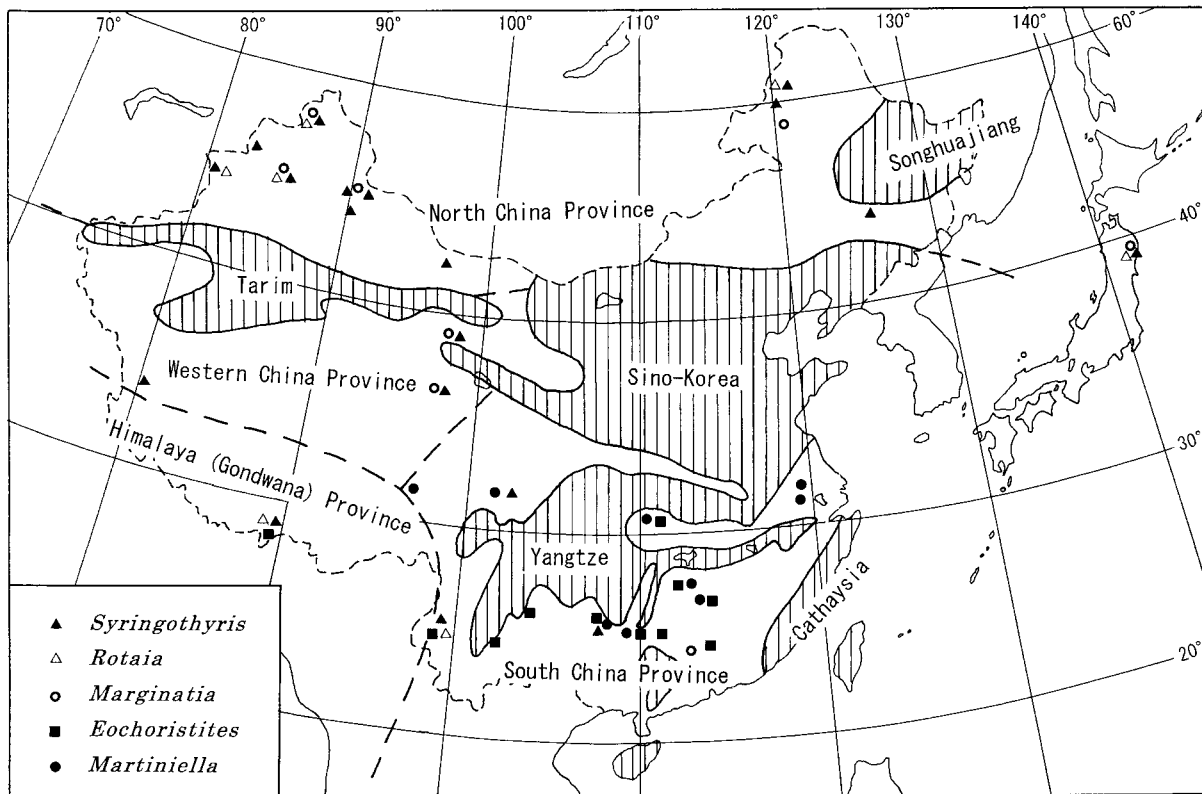 70° 80° 90° 100° 110° 120° 130° 140° 60°
Songhuajiang
North China Province
40°
Tarim
Western China Province
Sino-Korea
Himalaya (Gondwana) Province
30°
Yangtze
Cathaysia
20°
South China Province
Syringothyris
Rotaia
Marginatia
Eochoristites
Martiniella